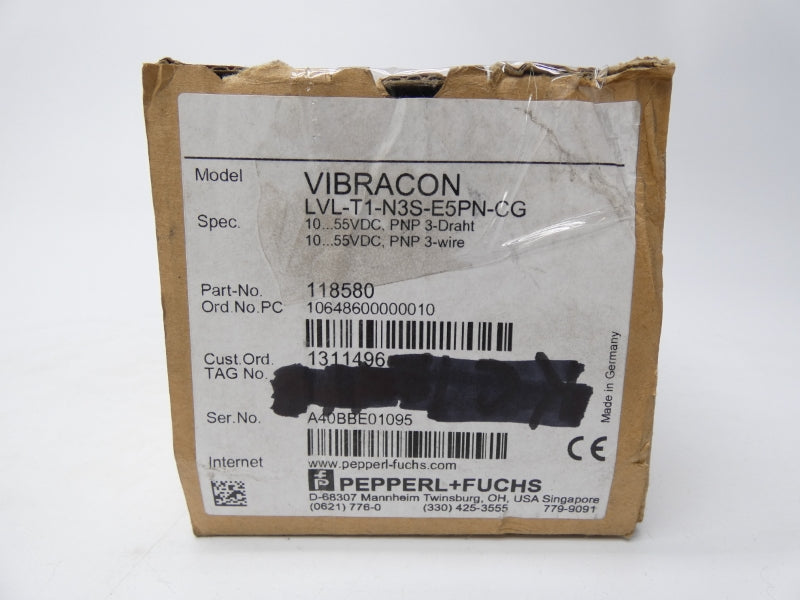 Model VIBRACON
LVL-T1-N3S-E5PN-CG
Spec. 10...55VDC, PNP 3-Draht
10...55VDC, PNP 3-wire
Part-No. 118580
Ord.No.PC 10648600000010
Cust.Ord. 1311496
TAG No.
Ser.No. A40BBE01095
Made in Germany
CE
Internet www.pepperl-fuchs.com
PEPPERL+FUCHS
D-68307 Mannheim Twinsburg, OH, USA Singapore
(0621) 776-0 (330) 425-3555 779-9091